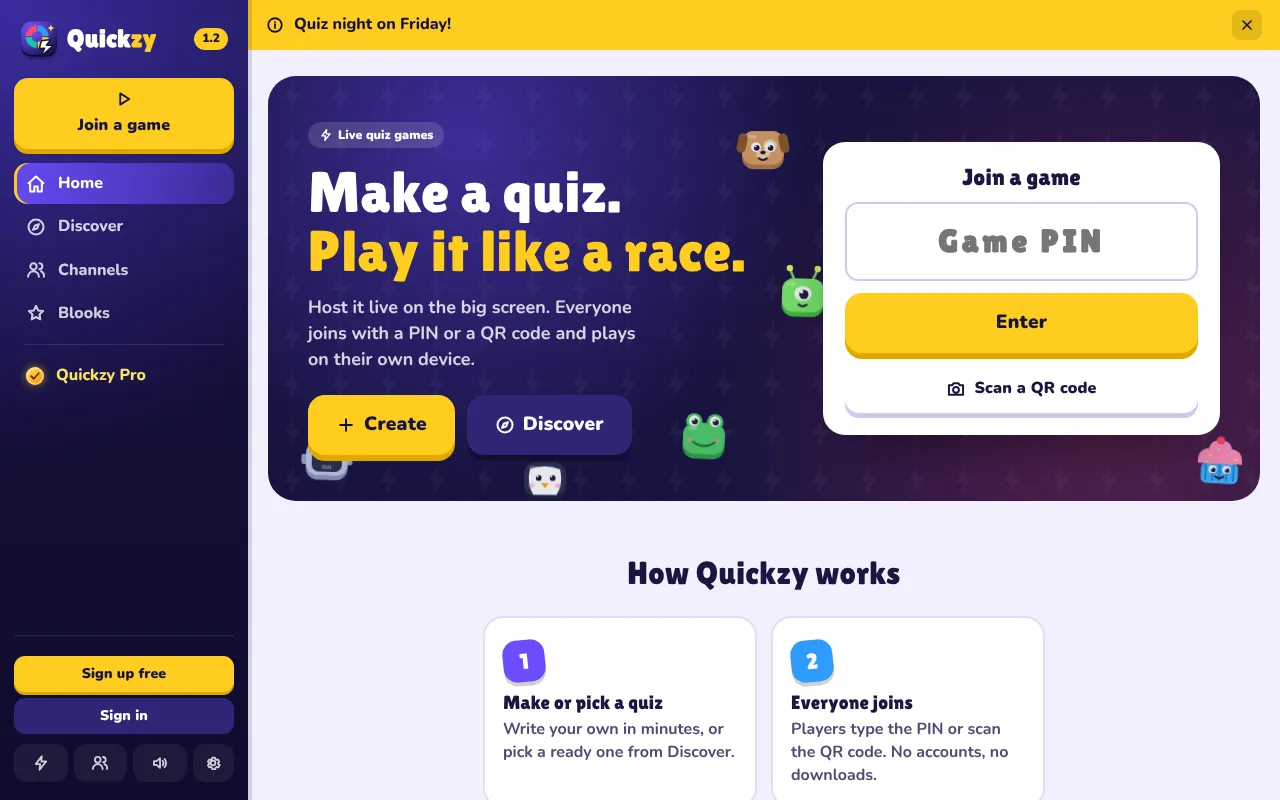 Quickzy
1.2
Join a game
Home
Discover
Channels
Blooks
Quickzy Pro
Sign up free
Sign in
Quiz night on Friday!
Live quiz games
Make a quiz.
Play it like a race.
Host it live on the big screen. Everyone
joins with a PIN or a QR code and plays
on their own device.
Create
Discover
Join a game
Game PIN
Enter
Scan a QR code
How Quickzy works
1
Make or pick a quiz
Write your own in minutes, or
pick a ready one from Discover.
2
Everyone joins
Players type the PIN or scan
the QR code. No accounts, no
downloads.